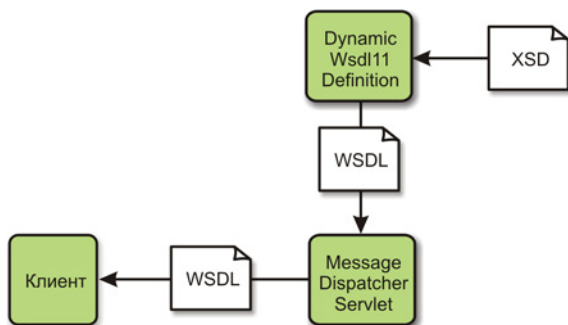 Dynamic
Wsdl11
Definition
XSD
WSDL
Клиент
WSDL
Message
Dispatcher
Servlet